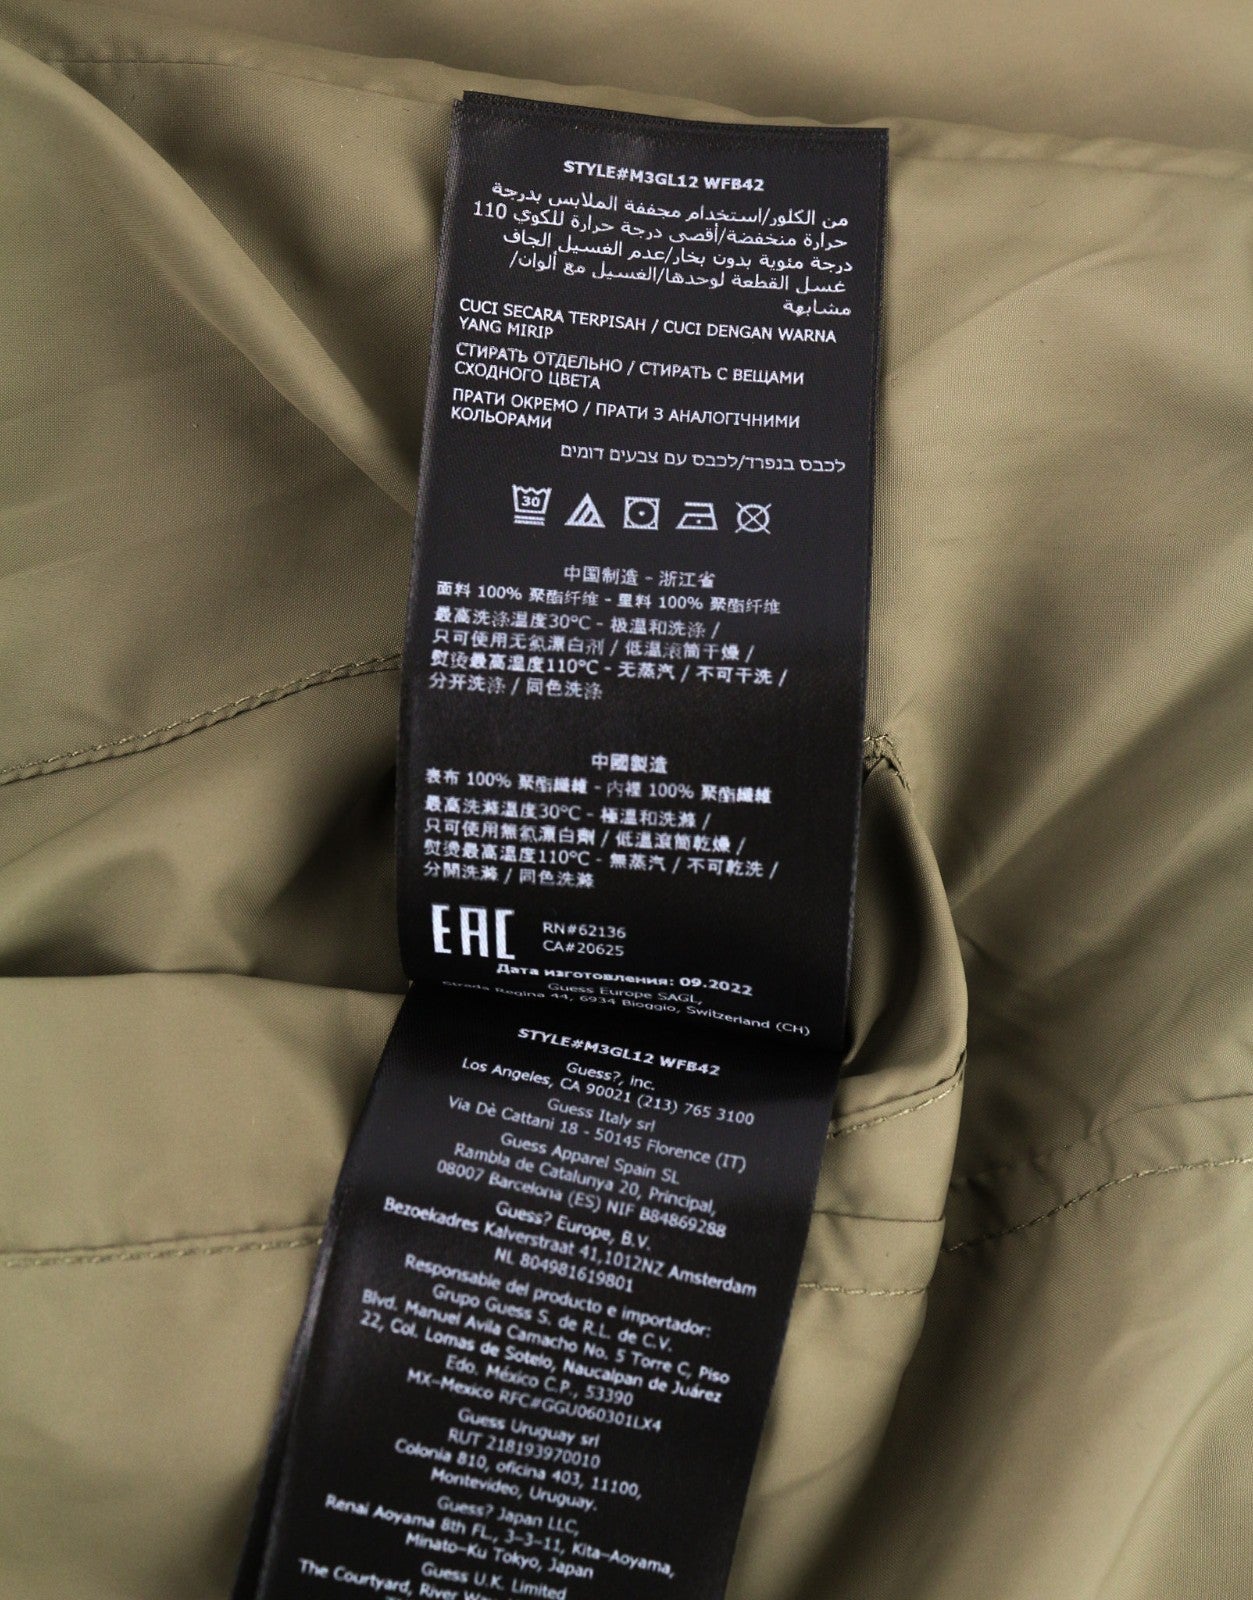 STYLE#M3GL12 WFB42
من الكلور/استخدام مجففة الملابس بدرجة
حرارة منخفضة/أقصى درجة حرارة للكوي 110
درجة مئوية بدون بخار/عدم الغسيل الجاف
غسل القطعة لوحدها/الغسيل مع ألوان/
مشابهة
CUCI SECARA TERPISAH / CUCI DENGAN WARNA
YANG MIRIP
СТИРАТЬ ОТДЕЛЬНО / СТИРАТЬ С ВЕЩАМИ
СХОДНОГО ЦВЕТА
ПРАТИ ОКРЕМО / ПРАТИ З АНАЛОГІЧНИМИ
КОЛЬОРАМИ
לכבס בנפרד/לכבס עם צבעים דומים
30
中国制造 - 浙江省
面料 100% 聚酯纤维 - 里料 100% 聚酯纤维
最高洗涤温度30°C - 极温和洗涤 /
只可使用无氯漂白剂 / 低温滚筒干燥 /
熨烫最高温度110°C - 无蒸汽 / 不可干洗 /
分开洗涤 / 同色洗涤
中國製造
表布 100% 聚酯纖維 - 內裡 100% 聚酯纖維
最高洗滌溫度30°C - 極溫和洗滌 /
只可使用無氯漂白劑 / 低溫滾筒乾燥 /
熨燙最高溫度110°C - 無蒸汽 / 不可乾洗 /
分開洗滌 / 同色洗滌
EAC
RN#62136
CA#20625
Дата изготовления: 09.2022
Guess Europe SAGL,
Strada Regina 44, 6934 Bioggio, Switzerland (CH)
STYLE#M3GL12 WFB42
Guess?, Inc.
Los Angeles, CA 90021 (213) 765 3100
Guess Italy srl
Via Dè Cattani 18 - 50145 Florence (IT)
Guess Apparel Spain SL
Rambla de Catalunya 20, Principal,
08007 Barcelona (ES) NIF B84869288
Guess? Europe, B.V.
Bezoekadres Kalverstraat 41,1012NZ Amsterdam
NL 804981619801
Responsable del producto e importador:
Grupo Guess S. de R.L. de C.V.
Blvd. Manuel Avila Camacho No. 5 Torre C, Piso
22, Col. Lomas de Sotelo, Naucalpan de Juárez
Edo. México C.P., 53390
MX-Mexico RFC#GGU060301LX4
Guess Uruguay srl
RUT 218193970010
Colonia 810, oficina 403, 11100,
Montevideo, Uruguay.
Guess? Japan LLC,
Renai Aoyama 8th FL., 3-3-11, Kita-Aoyama,
Minato-Ku Tokyo, Japan
Guess U.K. Limited
The Courtyard, River